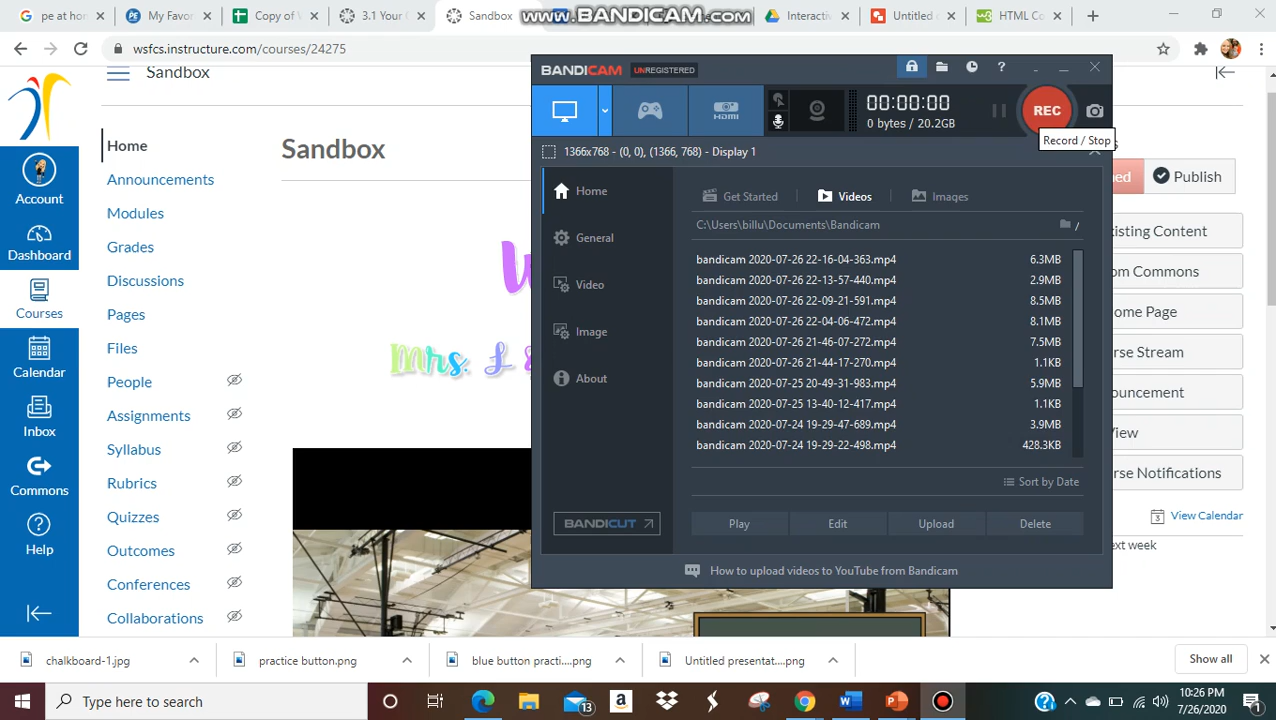 pe at hom
My Favor
Copy of
3.1 Your f
Sandbox
www.BANDICAM.com
Interactiv
Untitled
HTML Co
wsfcs.instructure.com/courses/24275
Sandbox
Account
Dashboard
Courses
Calendar
Inbox
13
Commons
Help
Home
Announcements
Modules
Grades
Discussions
Pages
Files
People
Assignments
Syllabus
Rubrics
Quizzes
Outcomes
Conferences
Collaborations
Sandbox
Mrs. L &
BANDICAM UNREGISTERED
HDMI
00:00:00
0 bytes / 20.2GB
REC
Record / Stop
1366x768 - (0, 0), (1366, 768) - Display 1
Home
General
Video
Image
About
BANDICUT
Get Started
Videos
Images
C:\Users\billu\Documents\Bandicam
/
bandicam 2020-07-26 22-16-04-363.mp4 6.3MB
bandicam 2020-07-26 22-13-57-440.mp4 2.9MB
bandicam 2020-07-26 22-09-21-591.mp4 8.5MB
bandicam 2020-07-26 22-04-06-472.mp4 8.1MB
bandicam 2020-07-26 21-46-07-272.mp4 7.5MB
bandicam 2020-07-26 21-44-17-270.mp4 1.1KB
bandicam 2020-07-25 20-49-31-983.mp4 5.9MB
bandicam 2020-07-25 13-40-12-417.mp4 1.1KB
bandicam 2020-07-24 19-29-47-689.mp4 3.9MB
bandicam 2020-07-24 19-29-22-498.mp4 428.3KB
Sort by Date
Play
Edit
Upload
Delete
How to upload videos to YouTube from Bandicam
ed
Publish
xisting Content
om Commons
ome Page
rse Stream
nouncement
View
rse Notifications
View Calendar
ext week
chalkboard-1.jpg
practice button.png
blue button practi....png
Untitled presentat....png
Show all
Type here to search
10:26 PM
7/26/2020
1